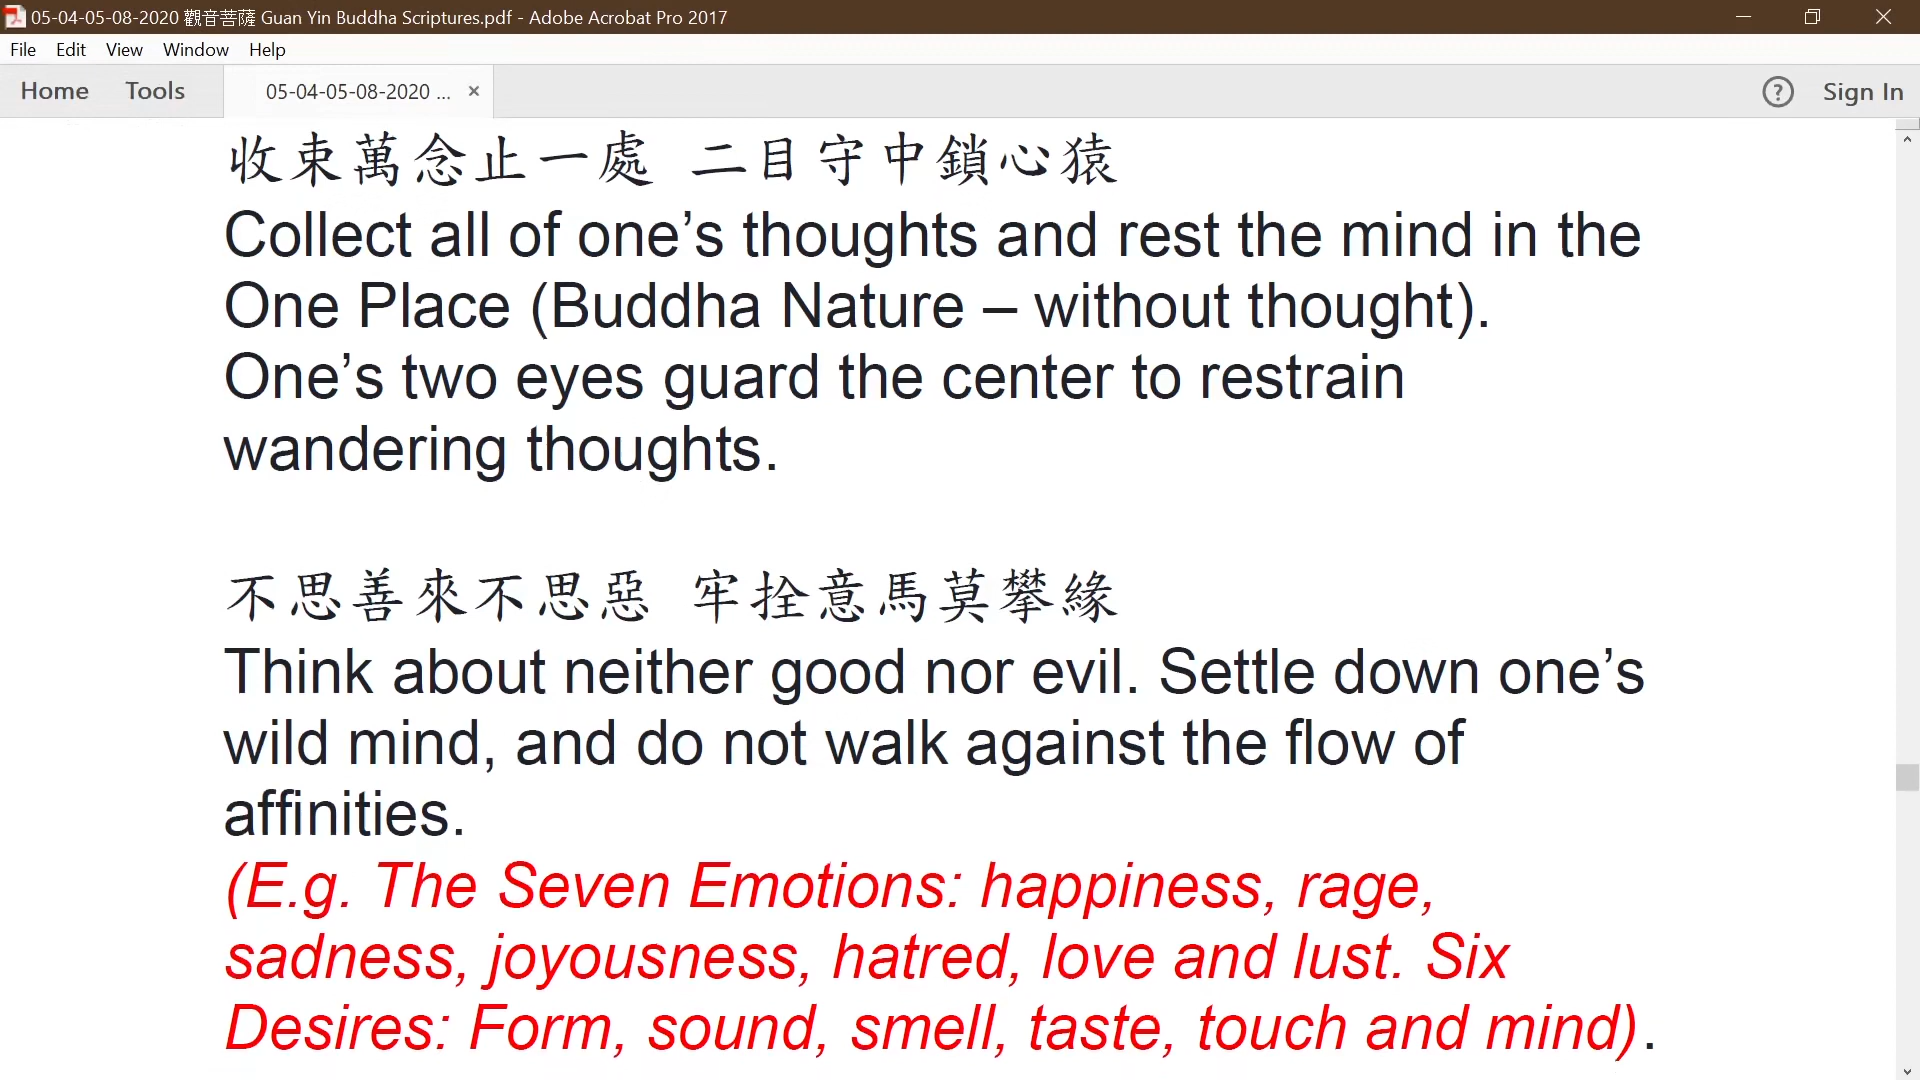 05-04-05-08-2020 觀音菩薩 Guan Yin Buddha Scriptures.pdf - Adobe Acrobat Pro 2017
File Edit View Window Help
Home Tools 05-04-05-08-2020 ... × ? Sign In
收束萬念止一處 二目守中鎖心猿
Collect all of one’s thoughts and rest the mind in the
One Place (Buddha Nature – without thought).
One’s two eyes guard the center to restrain
wandering thoughts.
不思善來不思惡 牢拴意馬莫攀緣
Think about neither good nor evil. Settle down one’s
wild mind, and do not walk against the flow of
affinities.
(E.g. The Seven Emotions: happiness, rage,
sadness, joyousness, hatred, love and lust. Six
Desires: Form, sound, smell, taste, touch and mind).